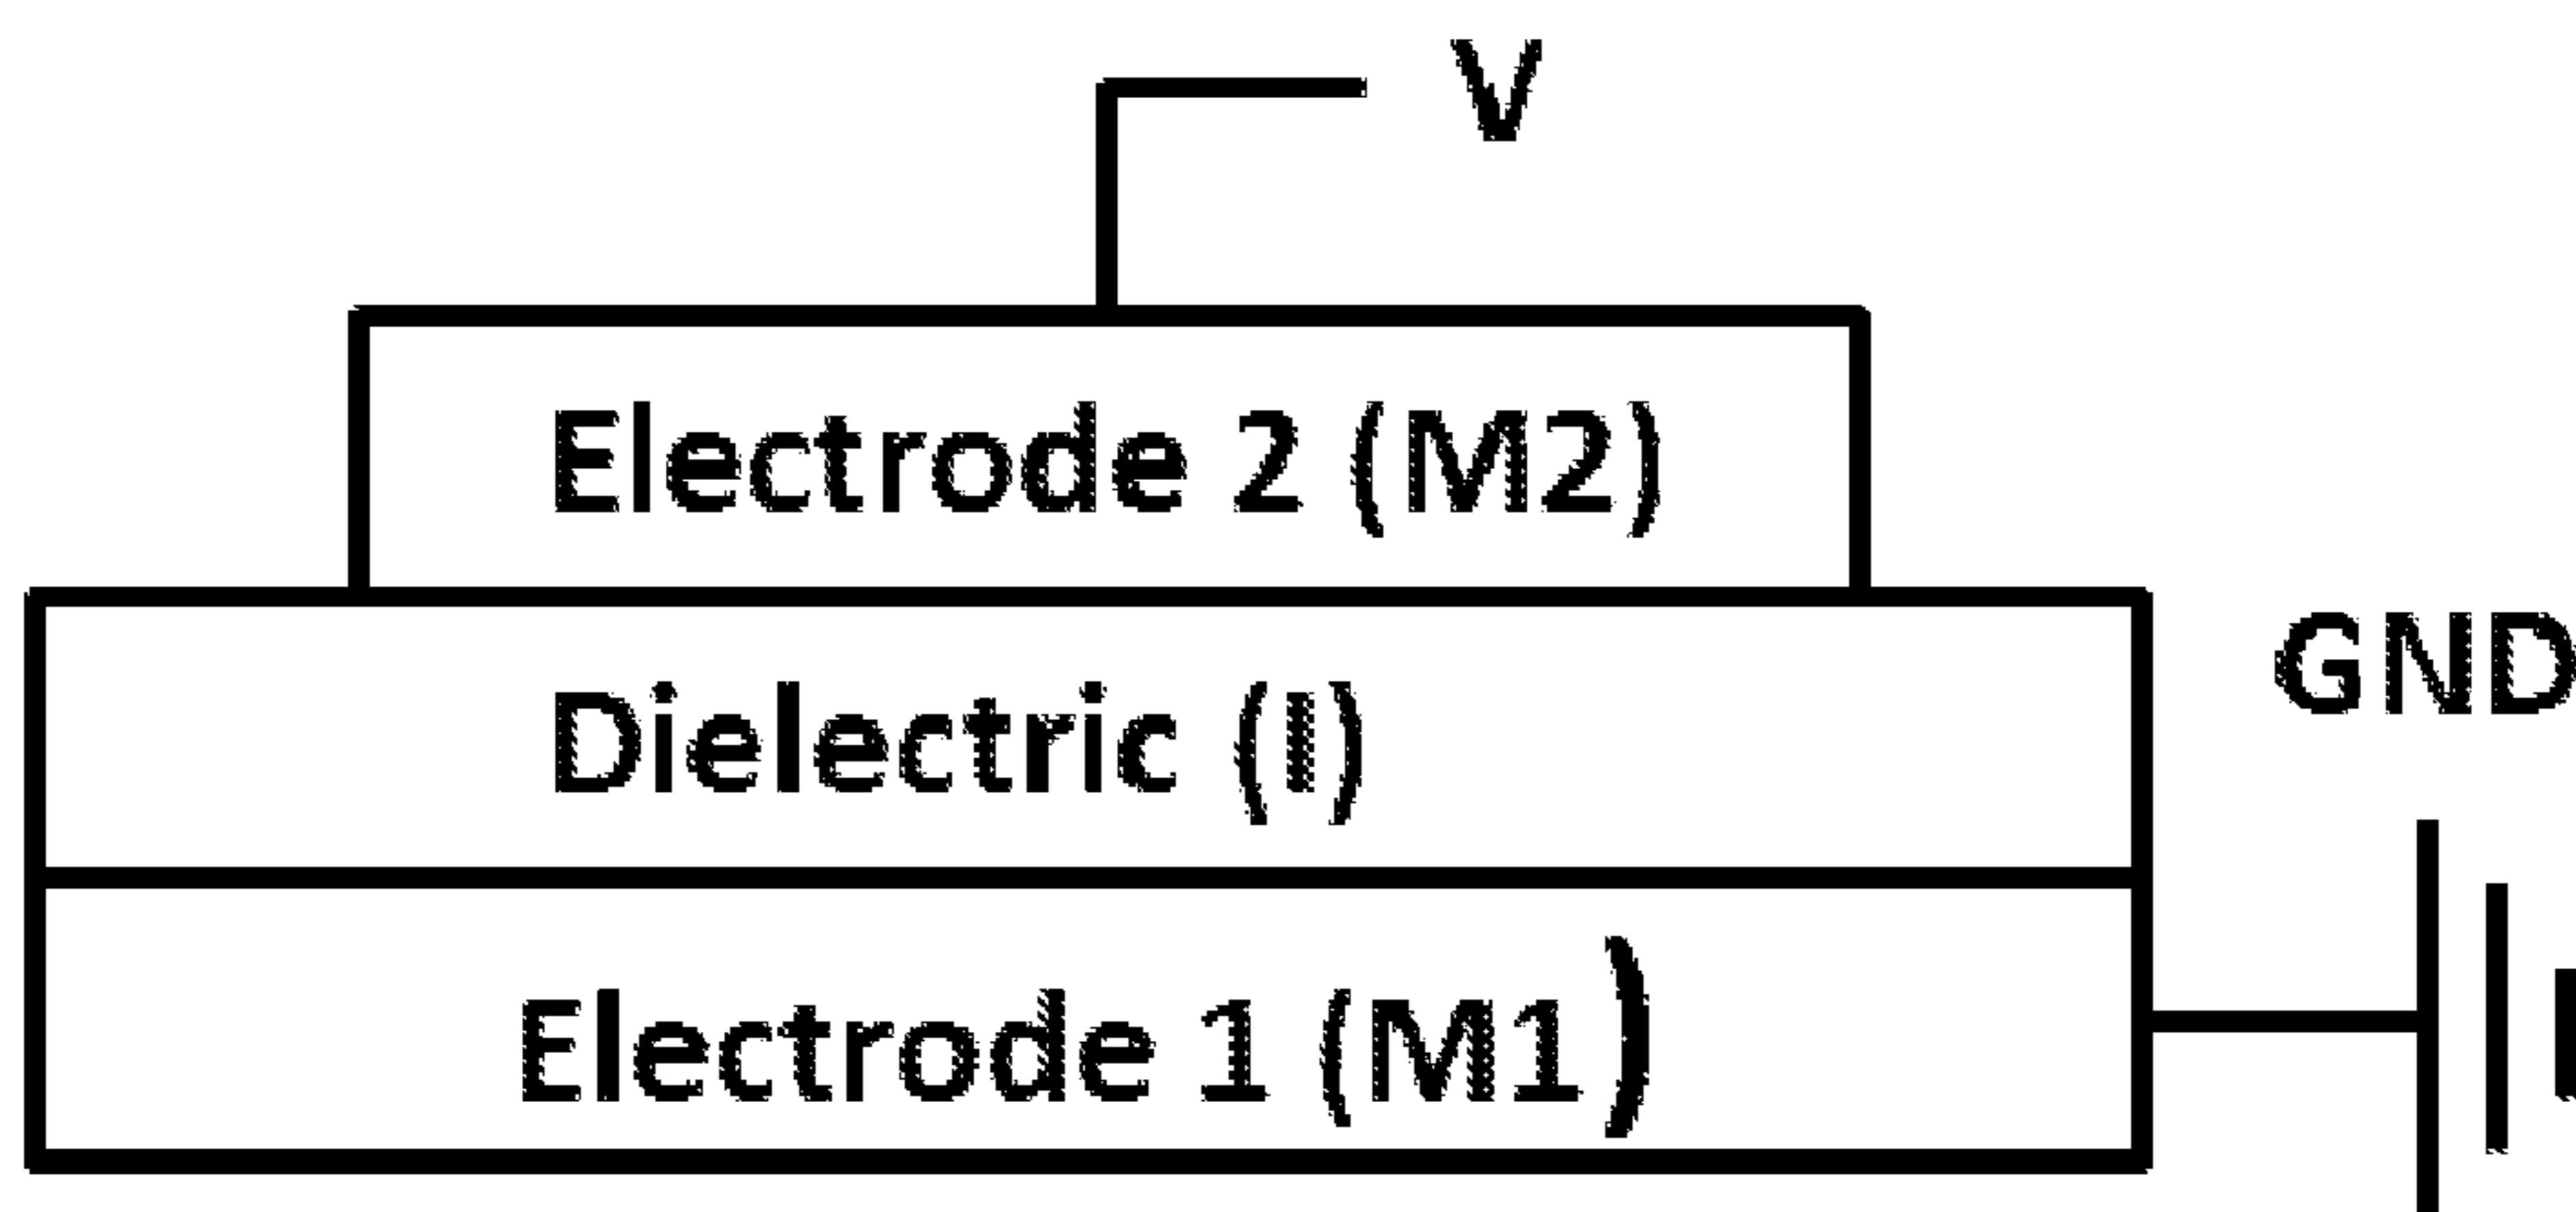 V
Electrode 2 (M2)
GND
Dielectric (I)
Electrode 1 (M1)